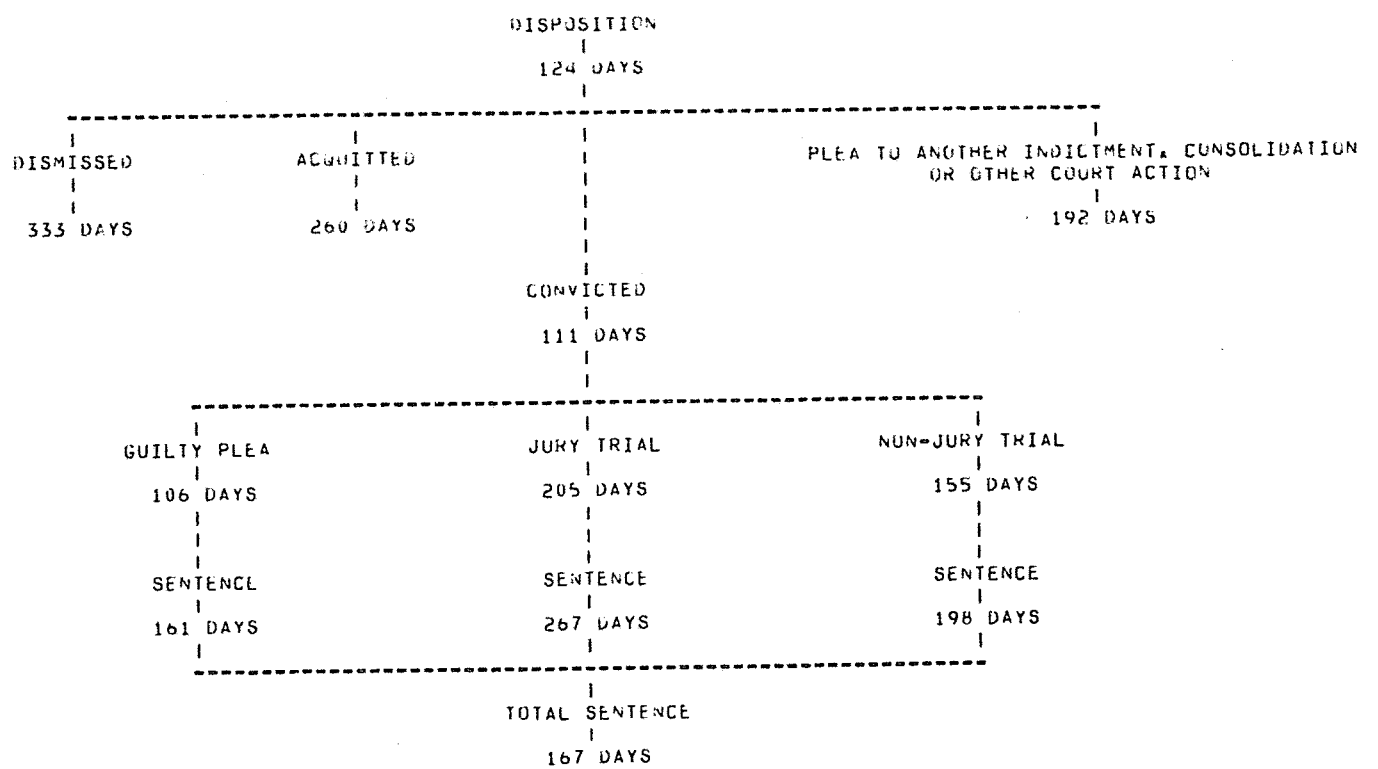 DISPOSITION
124 DAYS
DISMISSED
ACQUITTED
PLEA TO ANOTHER INDICTMENT, CONSOLIDATION
OR OTHER COURT ACTION
333 DAYS
260 DAYS
192 DAYS
CONVICTED
111 DAYS
GUILTY PLEA
JURY TRIAL
NON-JURY TRIAL
106 DAYS
205 DAYS
155 DAYS
SENTENCE
SENTENCE
SENTENCE
161 DAYS
267 DAYS
198 DAYS
TOTAL SENTENCE
167 DAYS